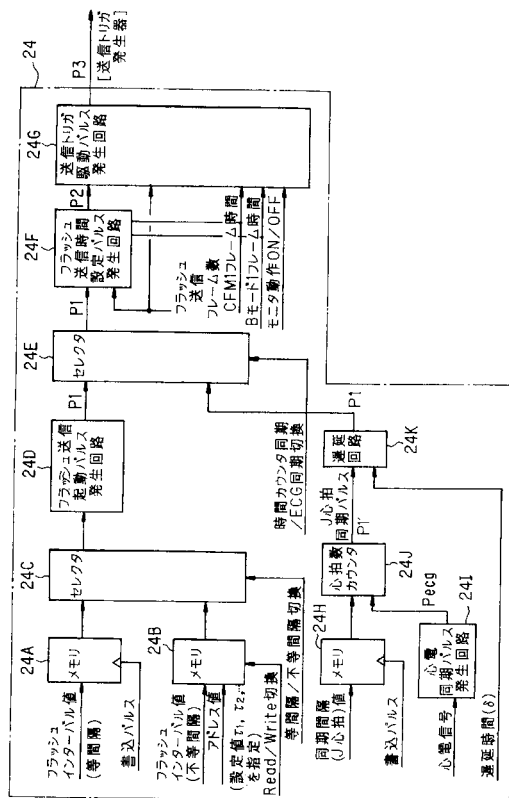 24
24A
メモリ
フラッシュ
インターバル値
(等間隔)
書込パルス
24B
メモリ
フラッシュ
インターバル値
(不等間隔)
アドレス値
(設定値τ1, τ2,…
を指定)
Read/Write切換
24C
セレクタ
等間隔/不等間隔切換
24D
フラッシュ送信
起動パルス
発生回路
P1
24E
セレクタ
時間カウンタ同期
/ECG同期切換
P1
24F
フラッシュ
送信時間
設定パルス
発生回路
P2
フラッシュ
送信
フレーム数
CFM1フレーム時間
Bモード1フレーム時間
モニタ動作ON/OFF
24G
送信トリガ
駆動パルス
発生回路
P3
[送信トリガ
発生器]
24H
メモリ
同期間隔
(J心拍)値
書込パルス
24I
心電
同期パルス
発生回路
心電信号
Pecg
24J
心拍数
カウンタ
J心拍
同期パルス
P1'
24K
遅延
回路
P1
遅延時間(δ)